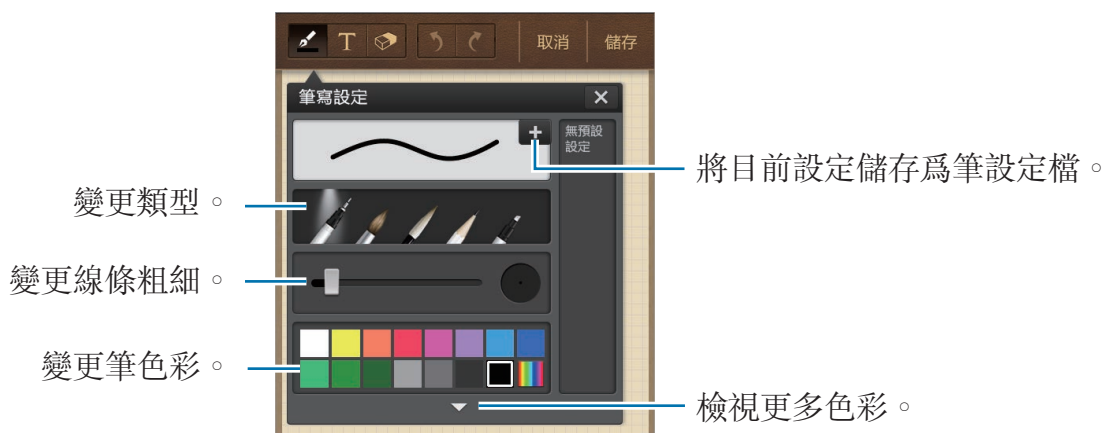 T
取消
儲存
筆寫設定
無預設
設定
將目前設定儲存爲筆設定檔。
變更類型。
變更線條粗細。
變更筆色彩。
檢視更多色彩。